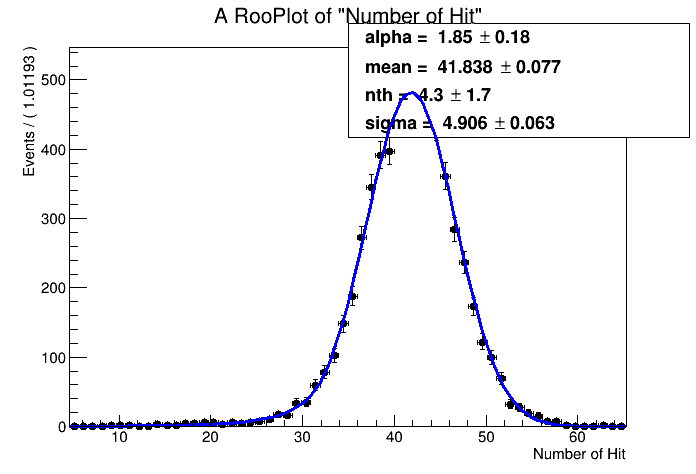 A RooPlot of "Number of Hit"
alpha = 1.85 ± 0.18
mean = 41.838 ± 0.077
nth = 4.3 ± 1.7
sigma = 4.906 ± 0.063
Events / ( 1.01193 )
500
400
300
200
100
0
10 20 30 40 50 60
Number of Hit